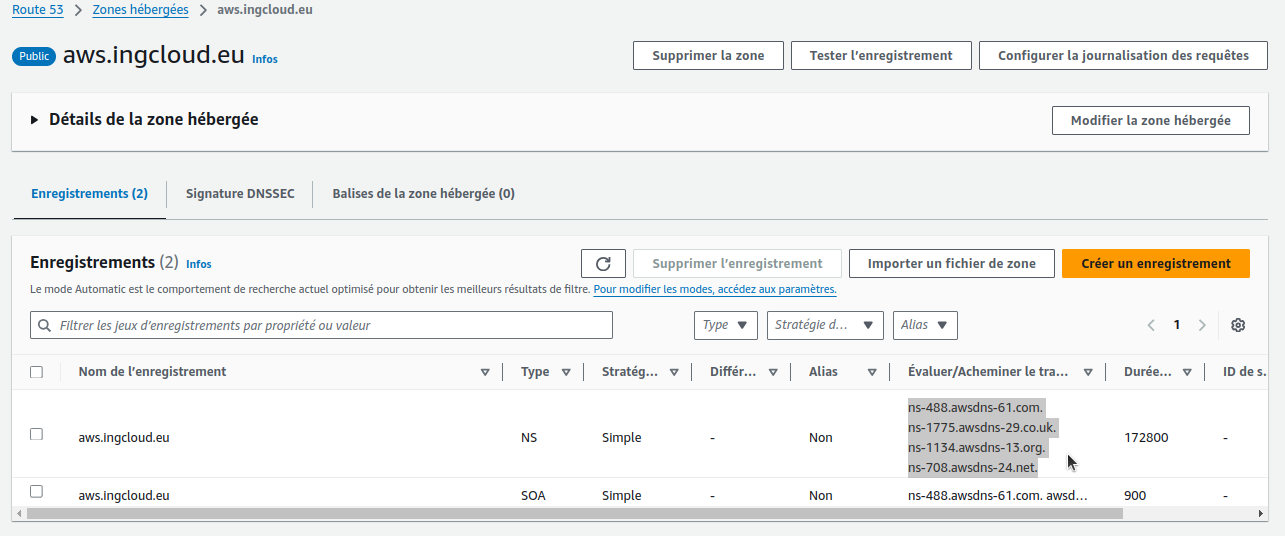 Route 53 > Zones hébergées > aws.ingcloud.eu
Public aws.ingcloud.eu Infos
Supprimer la zone Tester l'enregistrement Configurer la journalisation des requêtes
Détails de la zone hébergée Modifier la zone hébergée
Enregistrements (2) Signature DNSSEC Balises de la zone hébergée (0)
Enregistrements (2) Infos Supprimer l'enregistrement Importer un fichier de zone Créer un enregistrement
Le mode Automatic est le comportement de recherche actuel optimisé pour obtenir les meilleurs résultats de filtre. Pour modifier les modes, accédez aux paramètres.
Filtrer les jeux d'enregistrements par propriété ou valeur Type Stratégie d... Alias 1
Nom de l'enregistrement Type Stratég... Différ... Alias Évaluer/Acheminer le tra... Durée... ID de s.
aws.ingcloud.eu NS Simple - Non ns-488.awsdns-61.com. 172800 -
ns-1775.awsdns-29.co.uk.
ns-1134.awsdns-13.org.
ns-708.awsdns-24.net.
aws.ingcloud.eu SOA Simple - Non ns-488.awsdns-61.com. awsd... 900 -